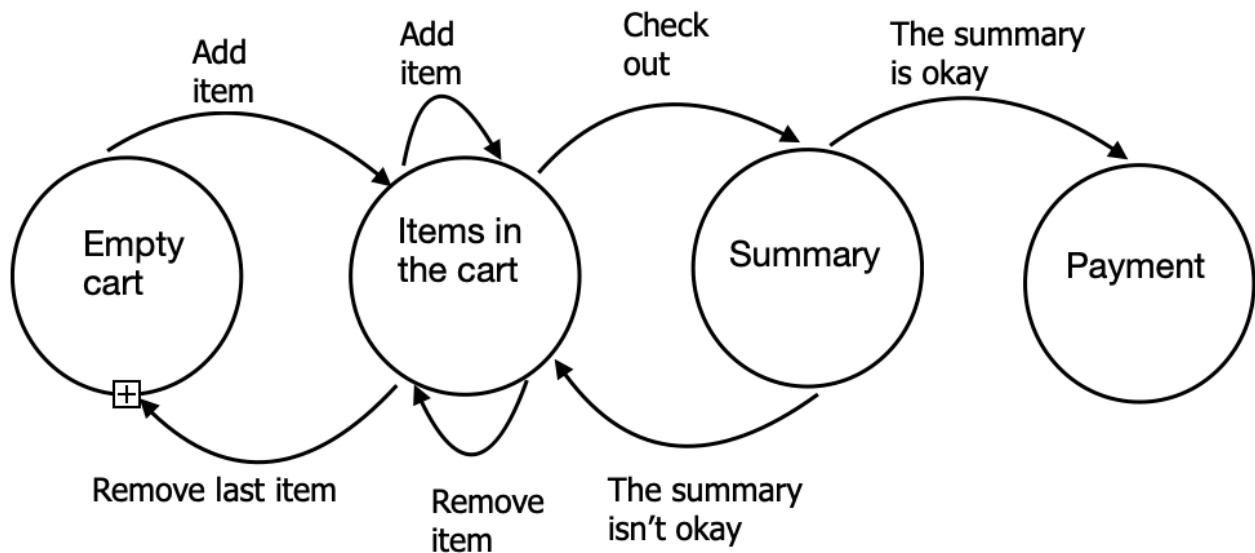 Add
item
Add
item
Check
out
The summary
is okay
Empty
cart
Items in
the cart
Summary
Payment
Remove last item
Remove
item
The summary
isn’t okay